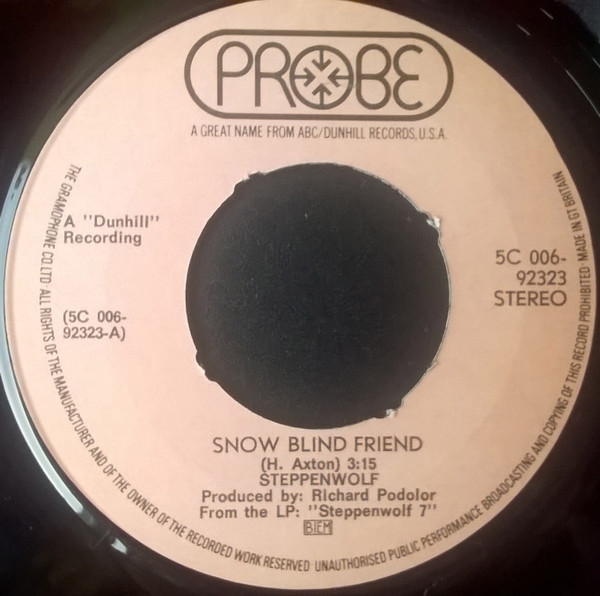 PROBE
A GREAT NAME FROM ABC/DUNHILL RECORDS, U.S.A.
A "Dunhill"
Recording
(5C 006-
92323-A)
5C 006-
92323
STEREO
SNOW BLIND FRIEND
(H. Axton) 3:15
STEPPENWOLF
Produced by: Richard Podolor
From the LP: "Steppenwolf 7"
BIEM
THE GRAMOPHONE CO. LTD · ALL RIGHTS OF THE MANUFACTURER AND OF THE OWNER OF THE RECORDED WORK RESERVED · UNAUTHORISED PUBLIC PERFORMANCE BROADCASTING AND COPYING OF THIS RECORD PROHIBITED · MADE IN GT BRITAIN